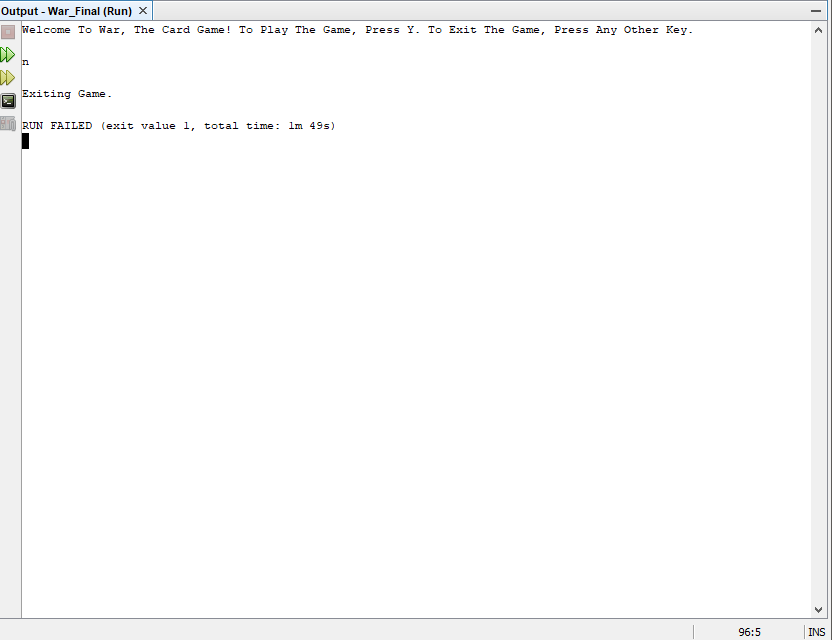 Output - War_Final (Run)
Welcome To War, The Card Game! To Play The Game, Press Y. To Exit The Game, Press Any Other Key.
n
Exiting Game.
RUN FAILED (exit value 1, total time: 1m 49s)
96:5 INS